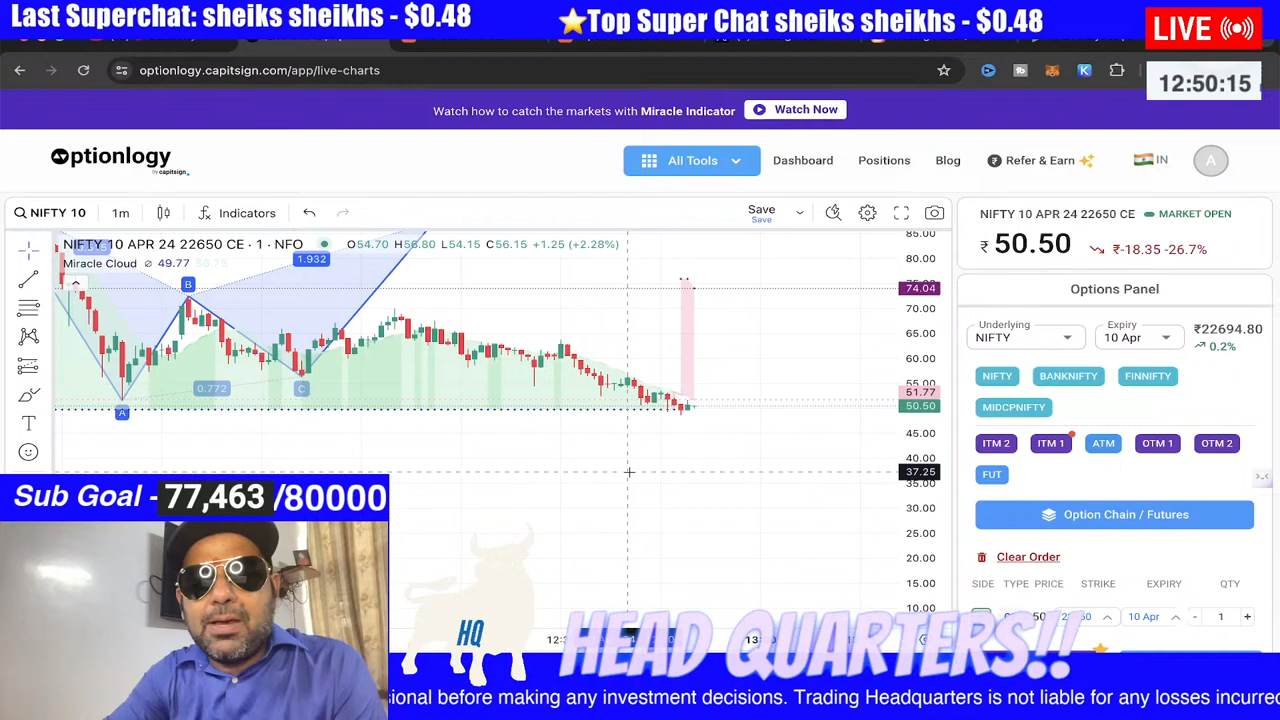 Last Superchat: sheiks sheikhs - $0.48
⭐Top Super Chat sheiks sheikhs - $0.48
LIVE
optionlogy.capitsign.com/app/live-charts
12:50:15
Watch how to catch the markets with Miracle Indicator
Watch Now
optionlogy
by capitsign
All Tools
Dashboard
Positions
Blog
Refer & Earn
IN
A
NIFTY 10
1m
Indicators
Save
Save
NIFTY 10 APR 24 22650 CE
MARKET OPEN
₹ 50.50
₹-18.35 -26.7%
NIFTY 10 APR 24 22650 CE · 1 · NFO
O54.70 H56.80 L54.15 C56.15 +1.25 (+2.28%)
Miracle Cloud 49.77 56.78
1.932
B
0.772
C
A
85.00
80.00
74.04
70.00
65.00
60.00
55.00
51.77
50.50
45.00
40.00
37.25
35.00
30.00
25.00
20.00
15.00
10.00
Options Panel
Underlying
NIFTY
Expiry
10 Apr
₹22694.80
0.2%
NIFTY
BANKNIFTY
FINNIFTY
MIDCPNIFTY
ITM 2
ITM 1
ATM
OTM 1
OTM 2
FUT
Option Chain / Futures
Clear Order
SIDE TYPE PRICE STRIKE EXPIRY QTY
10 Apr
- 1 +
Sub Goal - 77,463 /80000
HQ
HEAD QUARTERS!!
sional before making any investment decisions. Trading Headquarters is not liable for any losses incurred